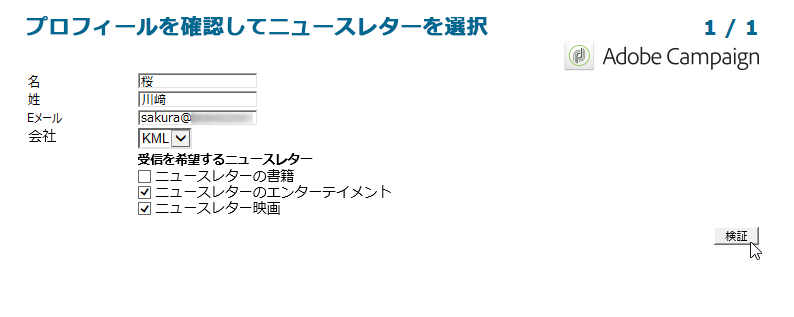 プロフィールを確認してニュースレターを選択 1 / 1
Adobe Campaign
名 桜
姓 川﨑
Eメール sakura@
会社 KML
受信を希望するニュースレター
ニュースレターの書籍
ニュースレターのエンターテイメント
ニュースレター映画
検証